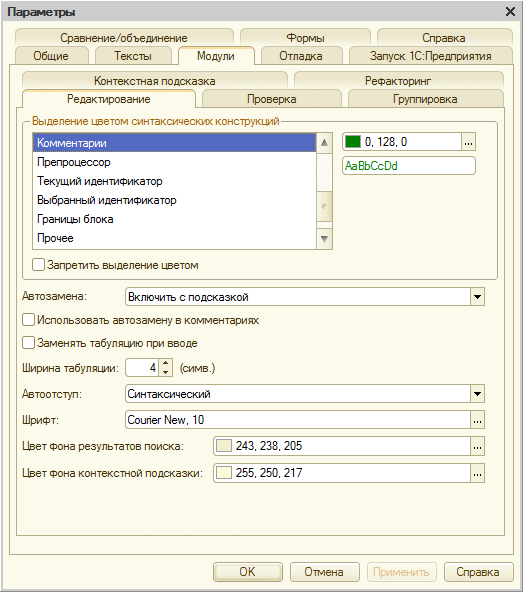 Параметры
Сравнение/объединение Формы Справка
Общие Тексты Модули Отладка Запуск 1С:Предприятия
Контекстная подсказка Рефакторинг
Редактирование Проверка Группировка
Выделение цветом синтаксических конструкций
Комментарии 0, 128, 0 ...
Препроцессор AaBbCcDd
Текущий идентификатор
Выбранный идентификатор
Границы блока
Прочее
Запретить выделение цветом
Автозамена: Включить с подсказкой
Использовать автозамену в комментариях
Заменять табуляцию при вводе
Ширина табуляции: 4 (симв.)
Автоотступ: Синтаксический
Шрифт: Courier New, 10 ...
Цвет фона результатов поиска: 243, 238, 205 ...
Цвет фона контекстной подсказки: 255, 250, 217 ...
OK Отмена Применить Справка